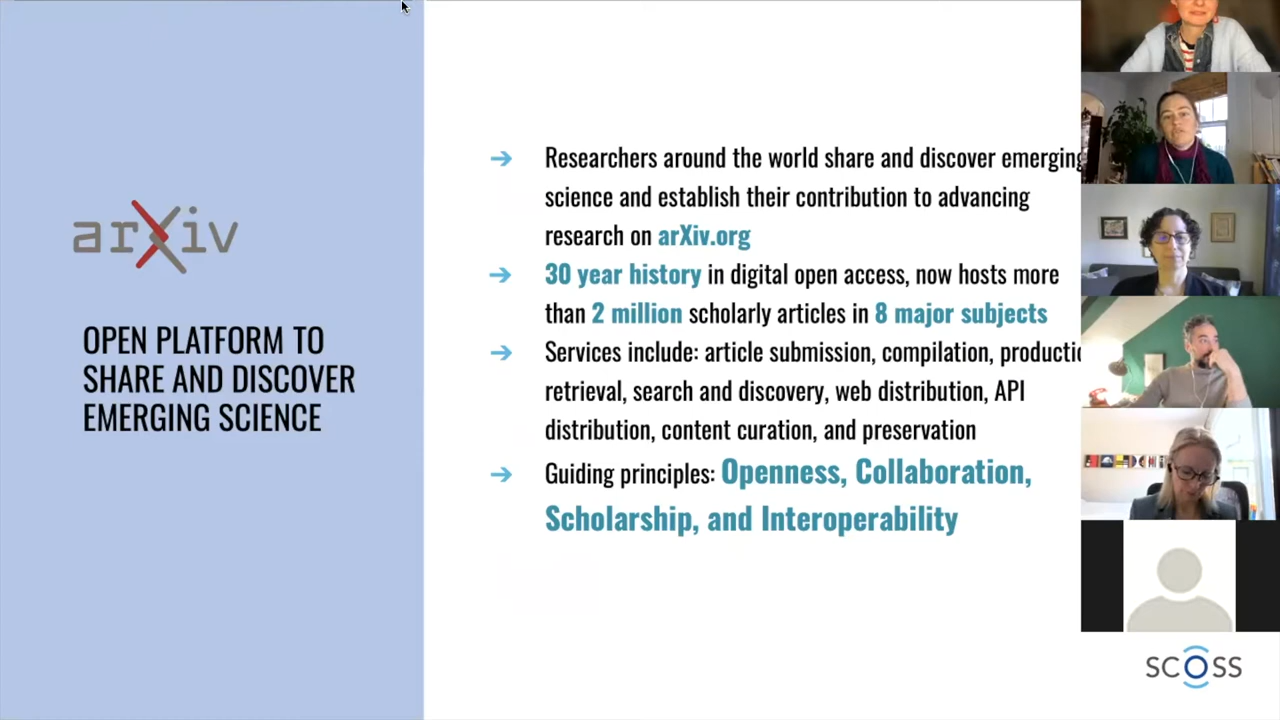 arXiv
OPEN PLATFORM TO
SHARE AND DISCOVER
EMERGING SCIENCE
➔ Researchers around the world share and discover emerging
science and establish their contribution to advancing
research on arXiv.org
➔ 30 year history in digital open access, now hosts more
than 2 million scholarly articles in 8 major subjects
➔ Services include: article submission, compilation, productio
retrieval, search and discovery, web distribution, API
distribution, content curation, and preservation
➔ Guiding principles: Openness, Collaboration,
Scholarship, and Interoperability
SCOSS